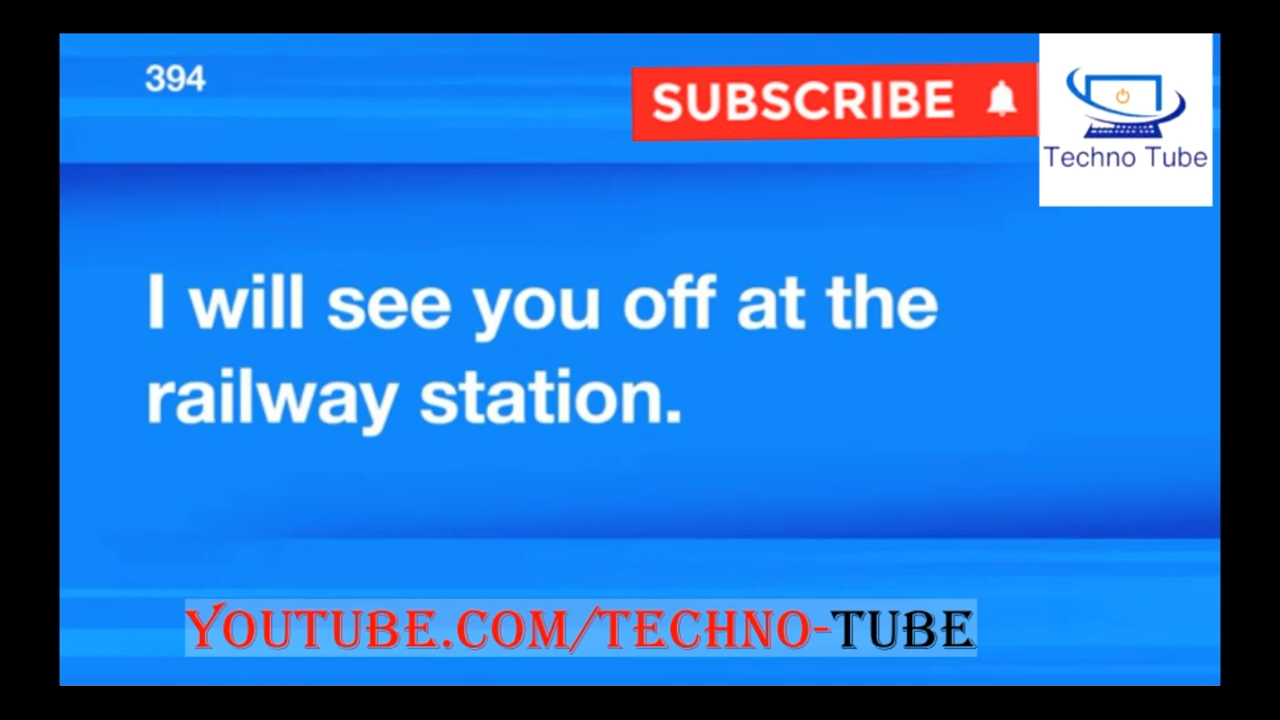 394
SUBSCRIBE
Techno Tube
I will see you off at the
railway station.
YOUTUBE.COM/TECHNO-TUBE